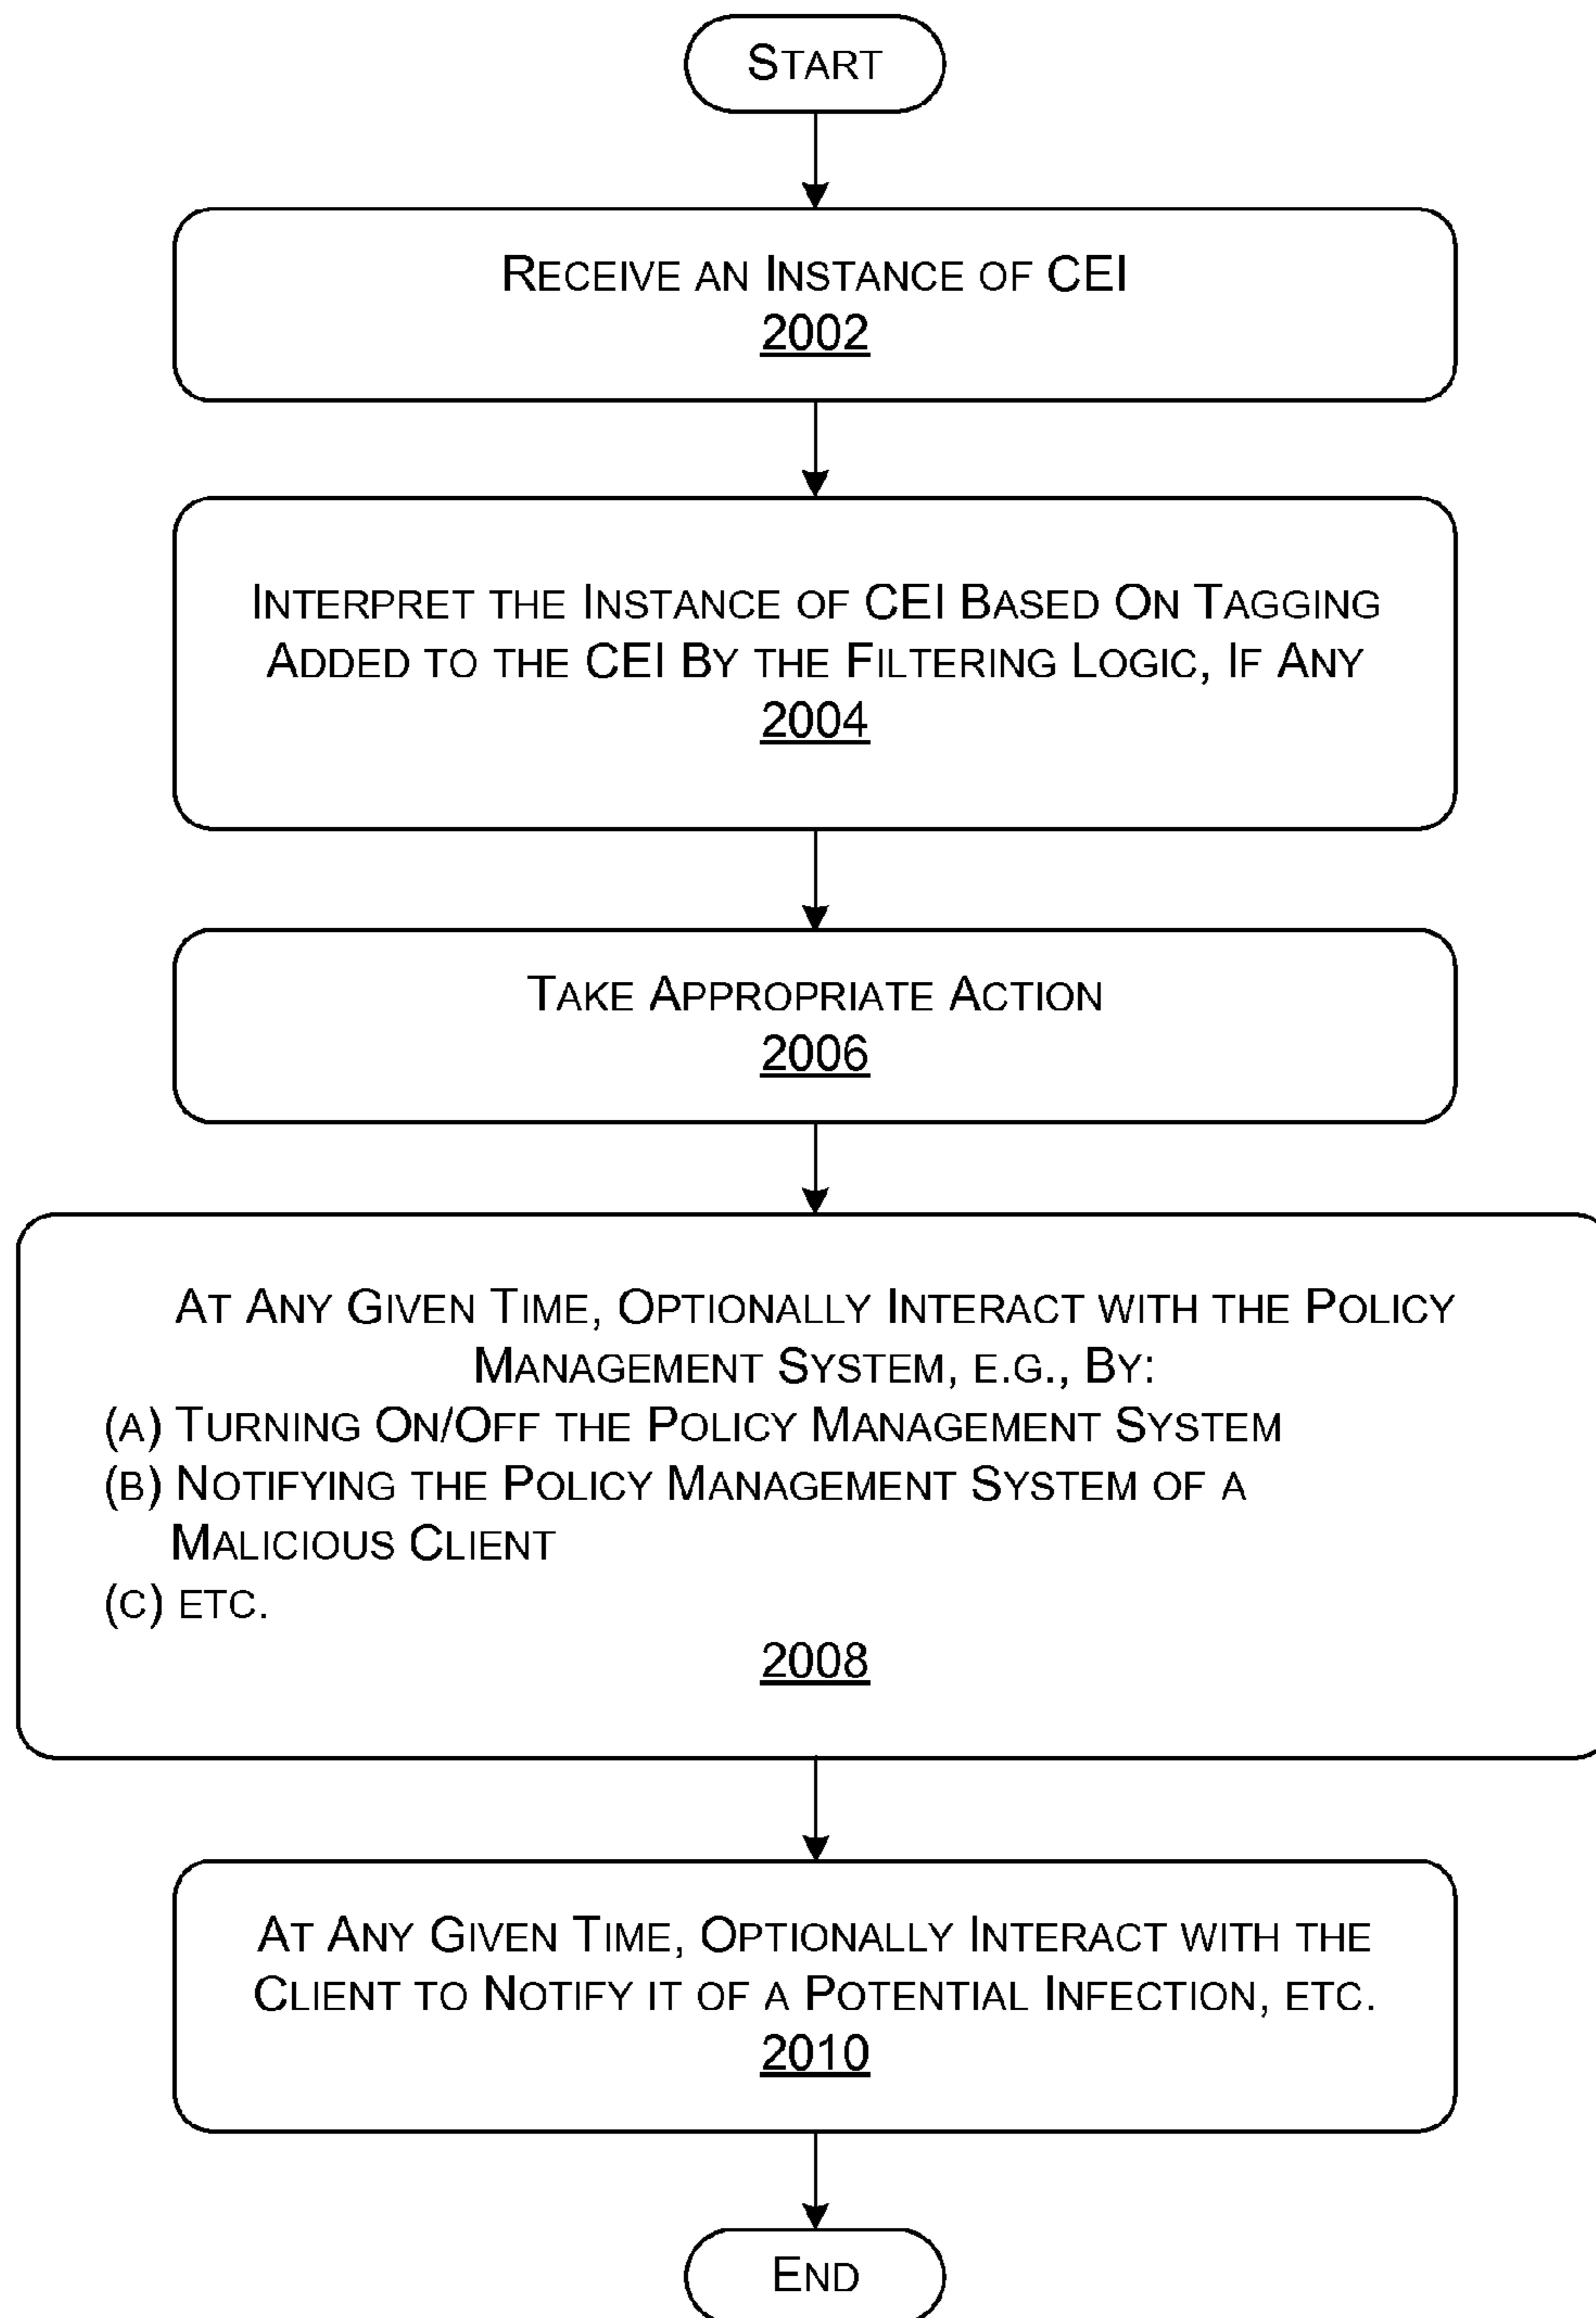 START
RECEIVE AN INSTANCE OF CEI
2002
INTERPRET THE INSTANCE OF CEI BASED ON TAGGING
ADDED TO THE CEI BY THE FILTERING LOGIC, IF ANY
2004
TAKE APPROPRIATE ACTION
2006
AT ANY GIVEN TIME, OPTIONALLY INTERACT WITH THE POLICY
MANAGEMENT SYSTEM, E.G., BY:
(A) TURNING ON/OFF THE POLICY MANAGEMENT SYSTEM
(B) NOTIFYING THE POLICY MANAGEMENT SYSTEM OF A
MALICIOUS CLIENT
(C) ETC.
2008
AT ANY GIVEN TIME, OPTIONALLY INTERACT WITH THE
CLIENT TO NOTIFY IT OF A POTENTIAL INFECTION, ETC.
2010
END